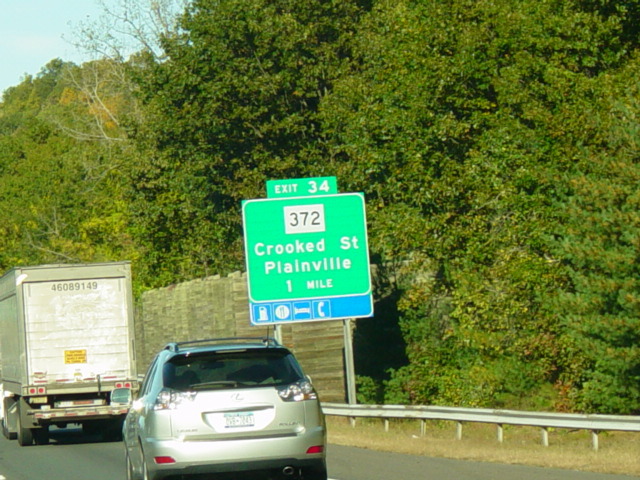 EXIT 34
372
Crooked St
Plainville
1 MILE
46089149